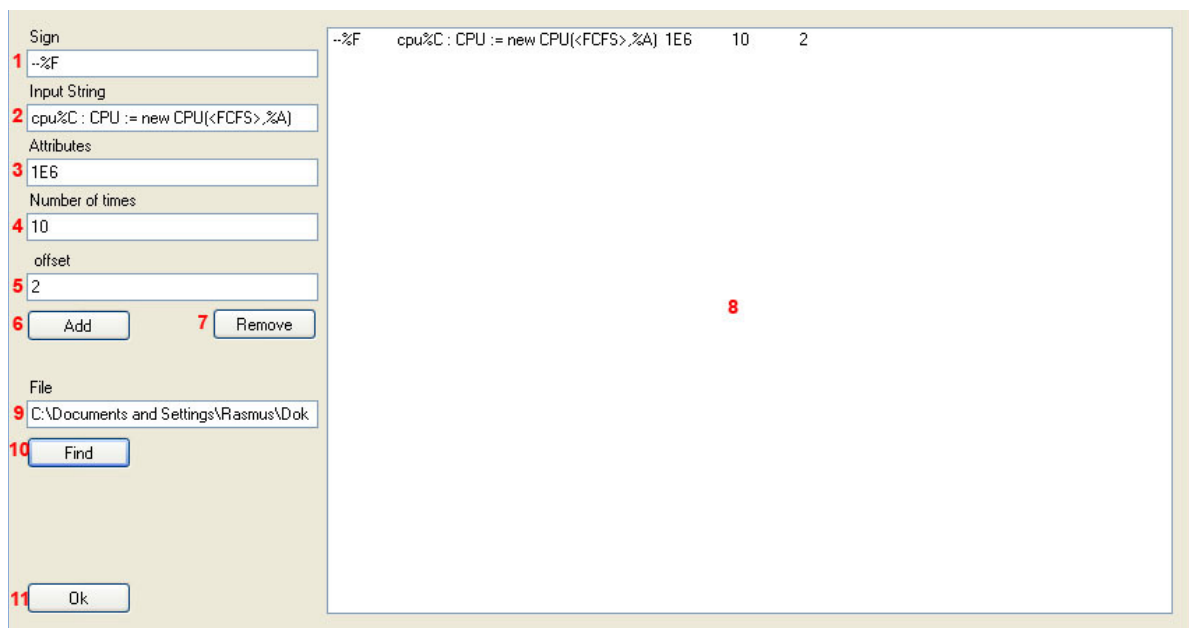 Sign
1 --%F
Input String
2 cpu%C : CPU := new CPU(<FCFS>,%A)
Attributes
3 1E6
Number of times
4 10
offset
5 2
6 Add 7 Remove
File
9 C:\Documents and Settings\Rasmus\Dok
10 Find
11 Ok
--%F cpu%C : CPU := new CPU(<FCFS>,%A) 1E6 10 2
8